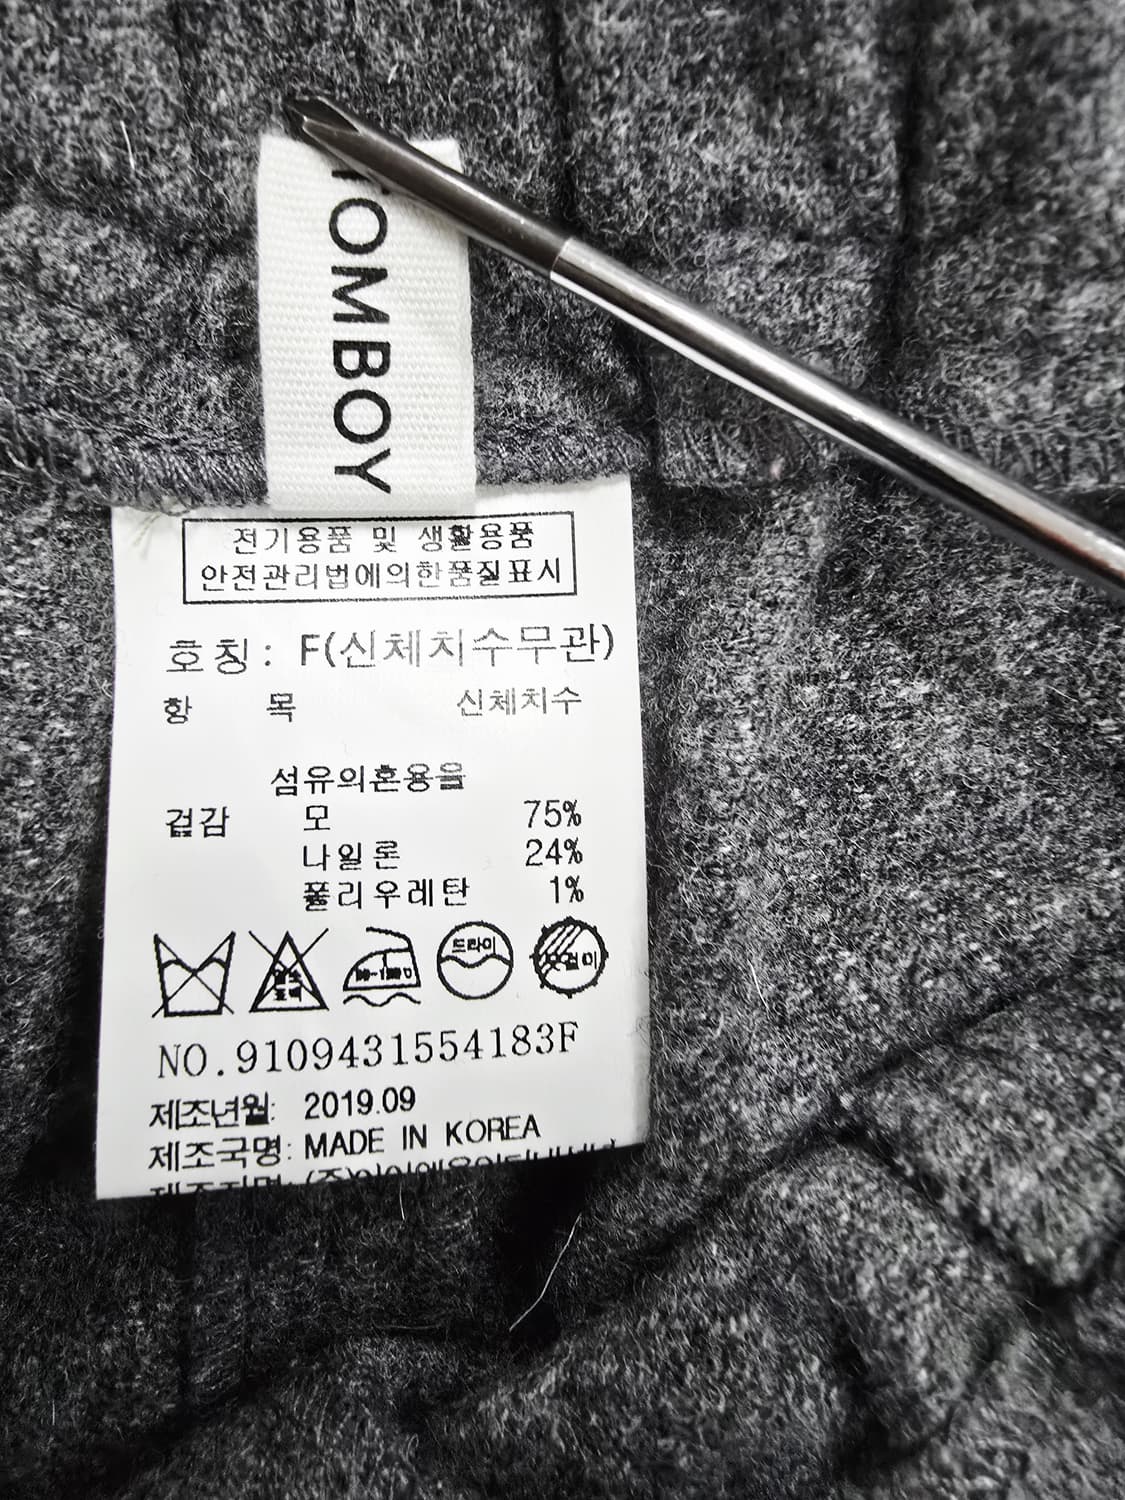 TOMBOY
전기용품 및 생활용품
안전관리법에의한품질표시
호칭: F(신체치수무관)
항 목 신체치수
섬유의혼용율
겉감 모 75%
나일론 24%
폴리우레탄 1%
드라이
NO.9109431554183F
제조년월: 2019.09
제조국명: MADE IN KOREA